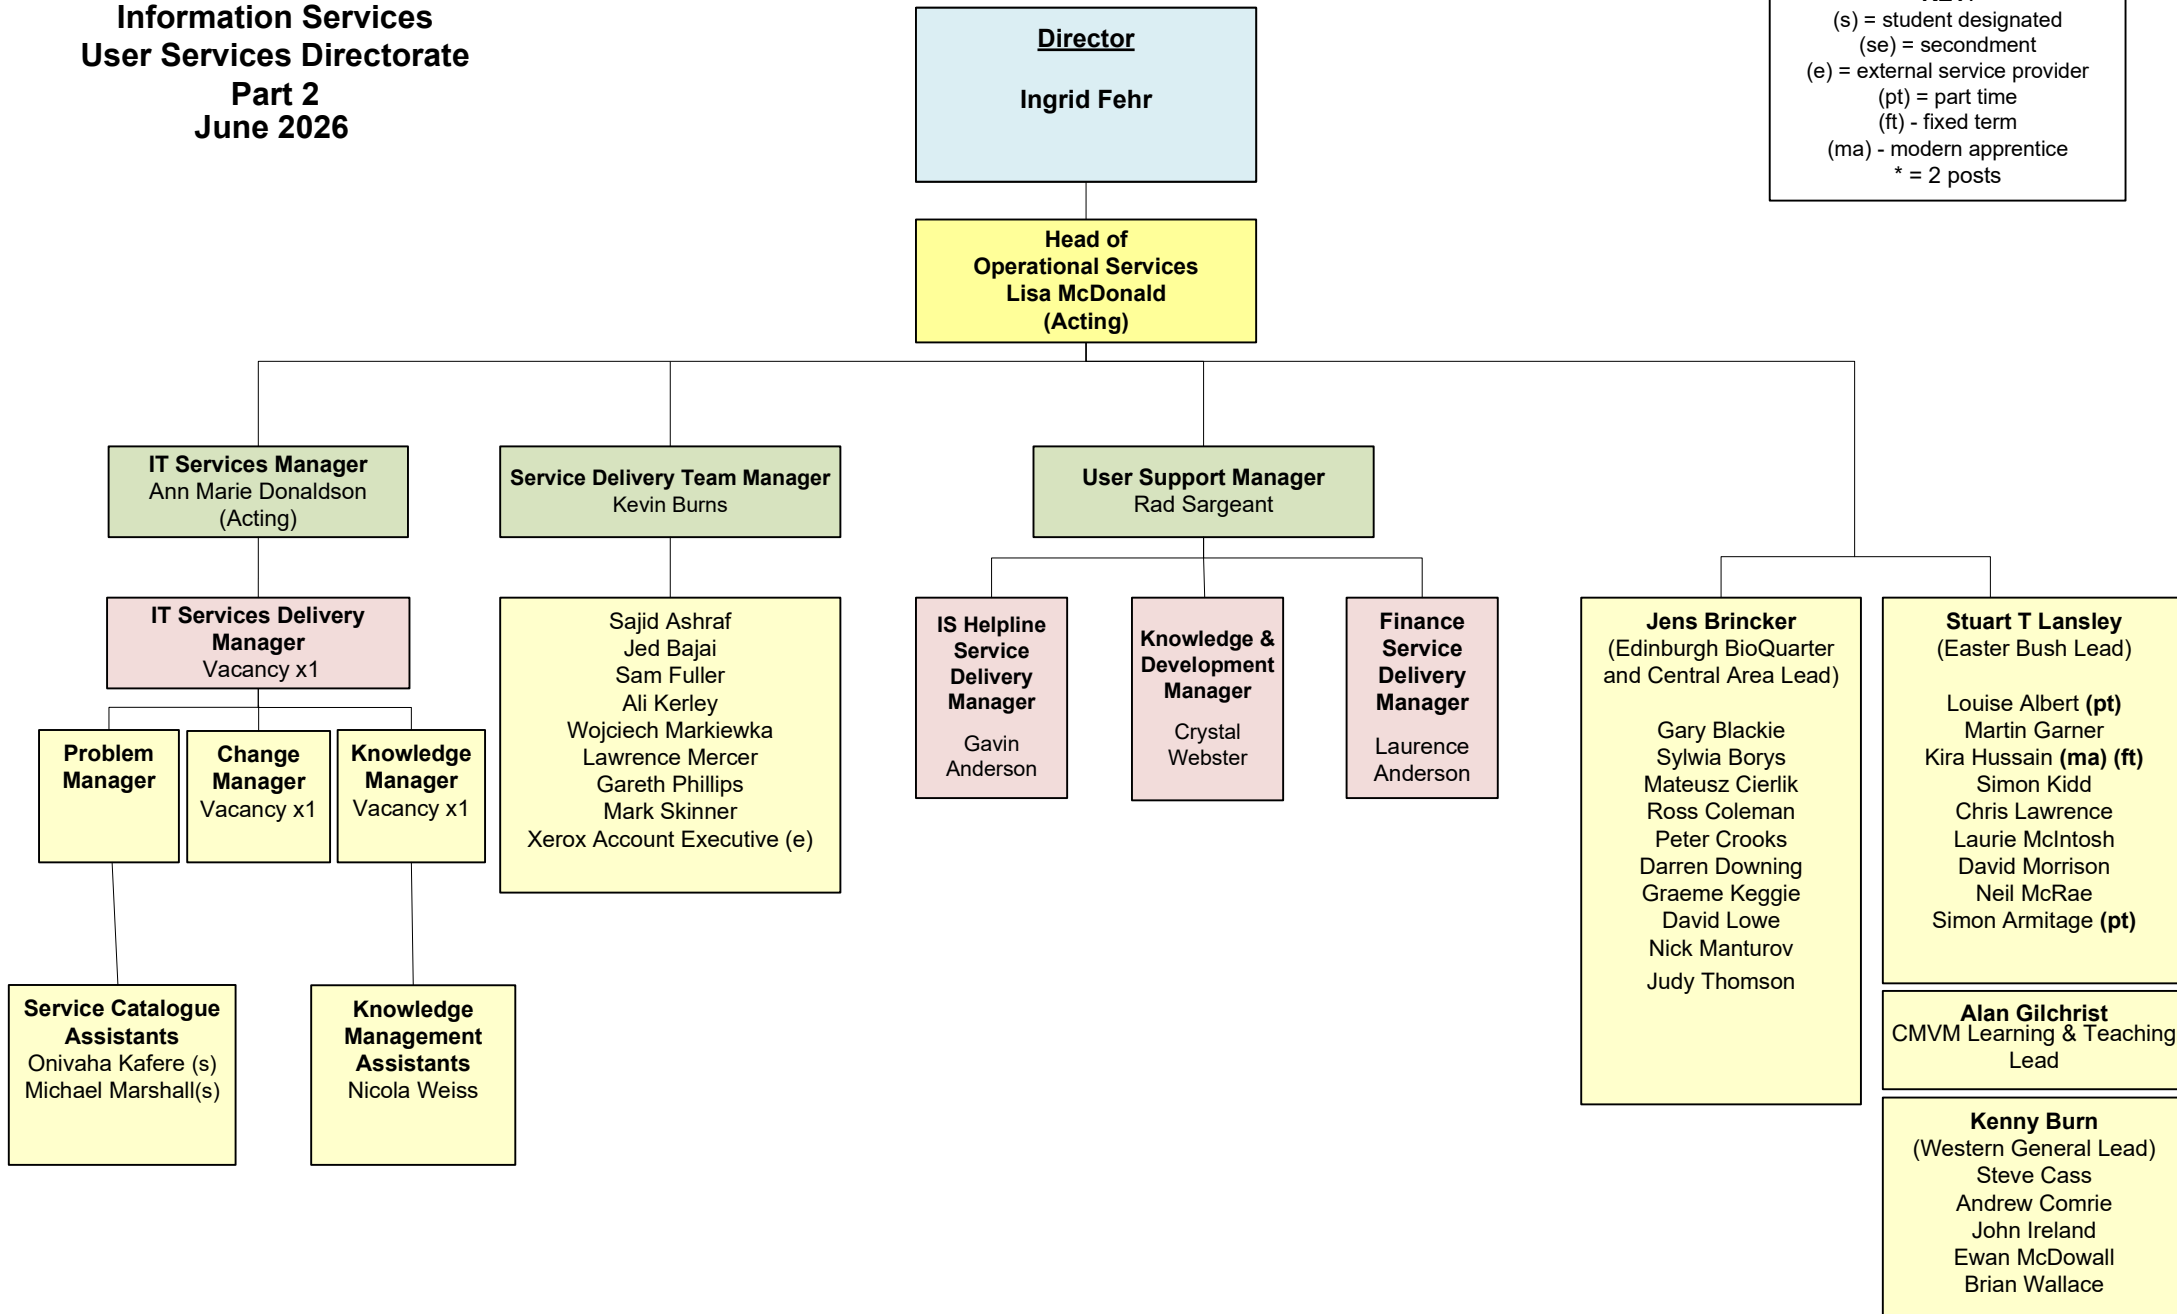 Information Services
User Services Directorate
Part 2
June 2026
Director
Ingrid Fehr
(s) = student designated
(se) = secondment
(e) = external service provider
(pt) = part time
(ft) - fixed term
(ma) - modern apprentice
* = 2 posts
Head of
Operational Services
Lisa McDonald
(Acting)
IT Services Manager
Ann Marie Donaldson
(Acting)
Service Delivery Team Manager
Kevin Burns
User Support Manager
Rad Sargeant
IT Services Delivery
Manager
Vacancy x1
Problem
Manager
Change
Manager
Vacancy x1
Knowledge
Manager
Vacancy x1
Service Catalogue
Assistants
Onivaha Kafere (s)
Michael Marshall(s)
Knowledge
Management
Assistants
Nicola Weiss
Sajid Ashraf
Jed Bajai
Sam Fuller
Ali Kerley
Wojciech Markiewka
Lawrence Mercer
Gareth Phillips
Mark Skinner
Xerox Account Executive (e)
IS Helpline
Service
Delivery
Manager
Gavin
Anderson
Knowledge &
Development
Manager
Crystal
Webster
Finance
Service
Delivery
Manager
Laurence
Anderson
Jens Brincker
(Edinburgh BioQuarter
and Central Area Lead)
Gary Blackie
Sylwia Borys
Mateusz Cierlik
Ross Coleman
Peter Crooks
Darren Downing
Graeme Keggie
David Lowe
Nick Manturov
Judy Thomson
Stuart T Lansley
(Easter Bush Lead)
Louise Albert (pt)
Martin Garner
Kira Hussain (ma) (ft)
Simon Kidd
Chris Lawrence
Laurie McIntosh
David Morrison
Neil McRae
Simon Armitage (pt)
Alan Gilchrist
CMVM Learning & Teaching
Lead
Kenny Burn
(Western General Lead)
Steve Cass
Andrew Comrie
John Ireland
Ewan McDowall
Brian Wallace